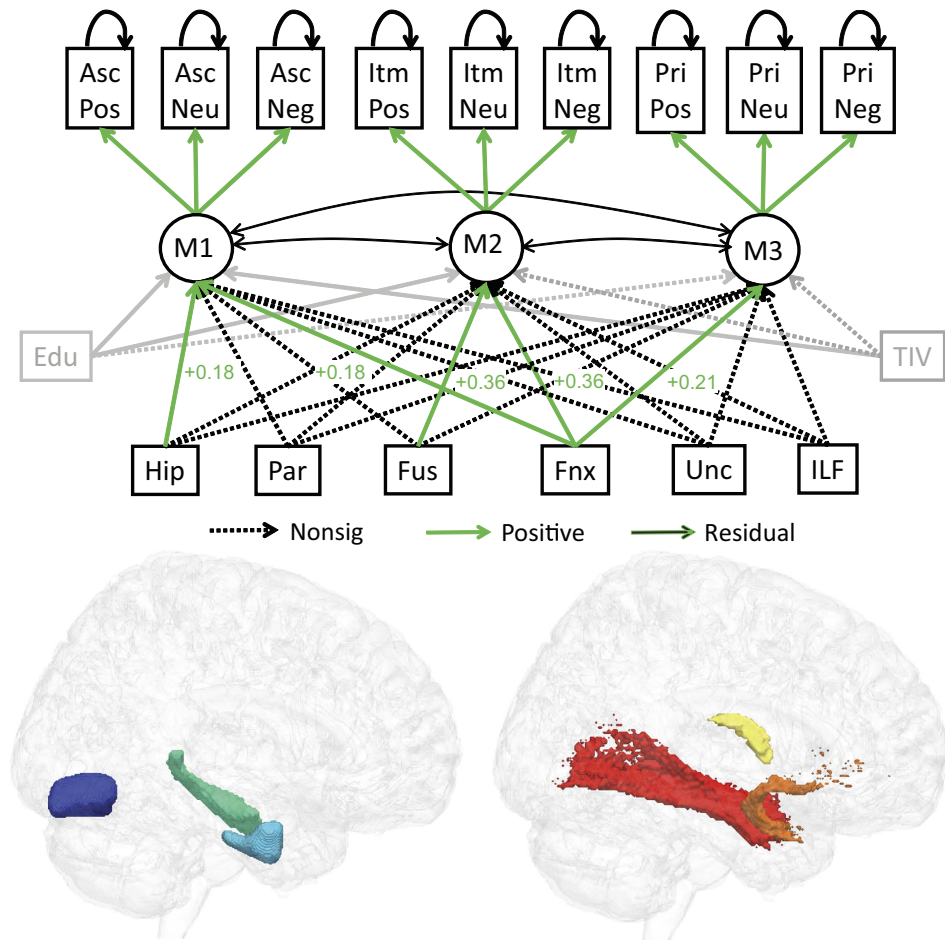 Asc Asc Asc Itm Itm Itm Pri Pri Pri
Pos Neu Neg Pos Neu Neg Pos Neu Neg
M1 M2 M3
Edu TIV
+0.18 +0.18 +0.36 +0.36 +0.21
Hip Par Fus Fnx Unc ILF
Nonsig Positive Residual